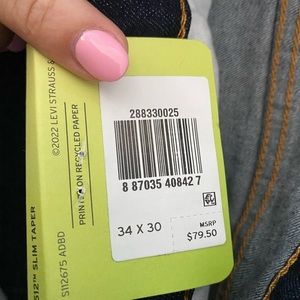 288330025
8 87035 40842 7
34 X 30
MSRP
$79.50
©2022 LEVI STRAUSS &
PRINTED ON RECYCLED PAPER
512™ SLIM TAPER
S112675 ADBD